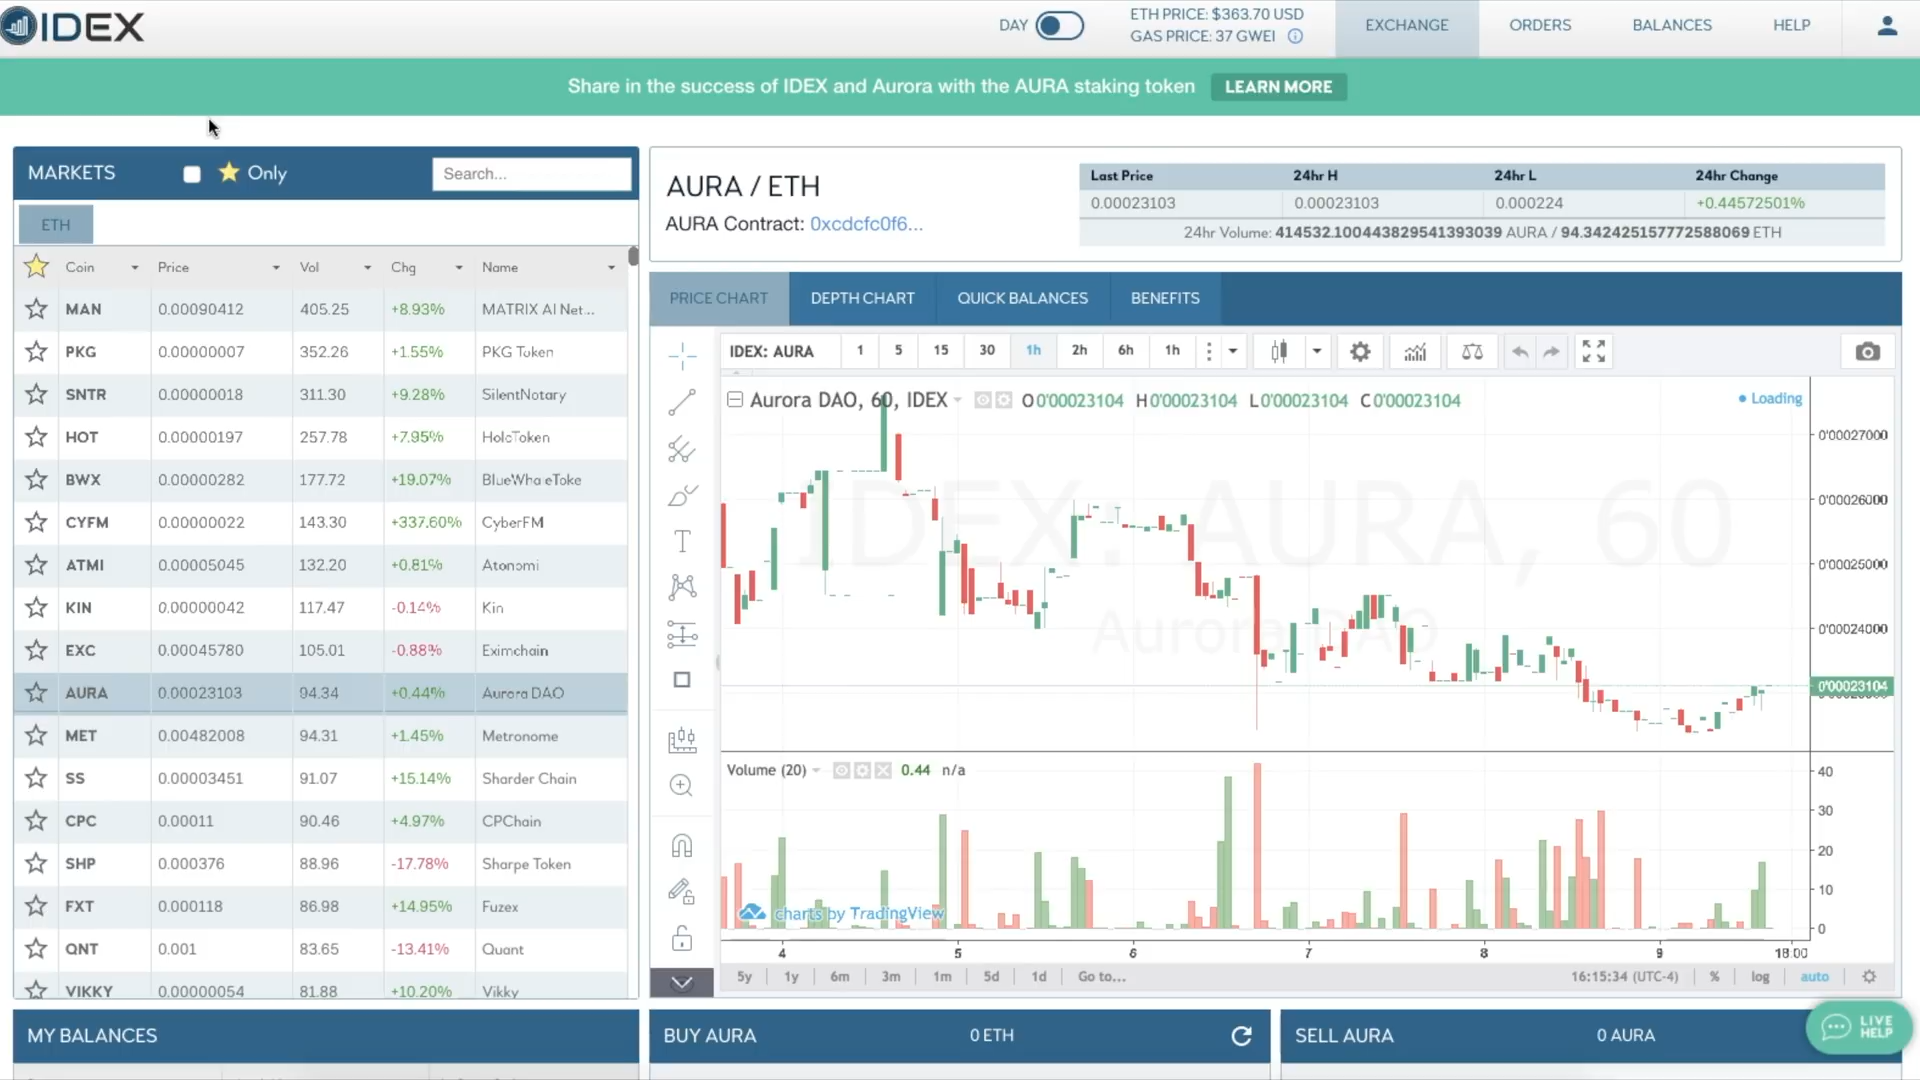 IDEX
DAY
ETH PRICE: $363.70 USD
GAS PRICE: 37 GWEI
EXCHANGE
ORDERS
BALANCES
HELP
Share in the success of IDEX and Aurora with the AURA staking token LEARN MORE
MARKETS Only Search...
ETH
Coin Price Vol Chg Name
MAN 0.00090412 405.25 +8.93% MATRIX AI Net...
PKG 0.00000007 352.26 +1.55% PKG Token
SNTR 0.00000018 311.30 +9.28% SilentNotary
HOT 0.00000197 257.78 +7.95% HoloToken
BWX 0.00000282 177.72 +19.07% BlueWhaleToke
CYFM 0.00000022 143.30 +337.60% CyberFM
ATMI 0.00005045 132.20 +0.81% Atonomi
KIN 0.00000042 117.47 -0.14% Kin
EXC 0.00045780 105.01 -0.88% Eximchain
AURA 0.00023103 94.34 +0.44% Aurora DAO
MET 0.00482008 94.31 +1.45% Metronome
SS 0.00003451 91.07 +15.14% Sharder Chain
CPC 0.00011 90.46 +4.97% CPChain
SHP 0.000376 88.96 -17.78% Sharpe Token
FXT 0.000118 86.98 +14.95% Fuzex
QNT 0.001 83.65 -13.41% Quant
VIKKY 0.00000054 81.88 +10.20% Vikky
AURA / ETH
AURA Contract: 0xcdcfc0f6...
Last Price 24hr H 24hr L 24hr Change
0.00023103 0.00023103 0.000224 +0.44572501%
24hr Volume: 414532.100443829541393039 AURA / 94.342425157772588069 ETH
PRICE CHART DEPTH CHART QUICK BALANCES BENEFITS
IDEX: AURA 1 5 15 30 1h 2h 6h 1h
Aurora DAO, 60, IDEX O0'00023104 H0'00023104 L0'00023104 C0'00023104
Loading
IDEX: AURA, 60
Aurora DAO
0'00027000
0'00026000
0'00025000
0'00024000
0'00023104
Volume (20) 0.44 n/a
40
30
20
10
0
charts by TradingView
4 5 6 7 8 9 18:00
5y 1y 6m 3m 1m 5d 1d Go to... 16:15:34 (UTC-4) % log auto
MY BALANCES
BUY AURA 0 ETH
SELL AURA 0 AURA
LIVE
HELP